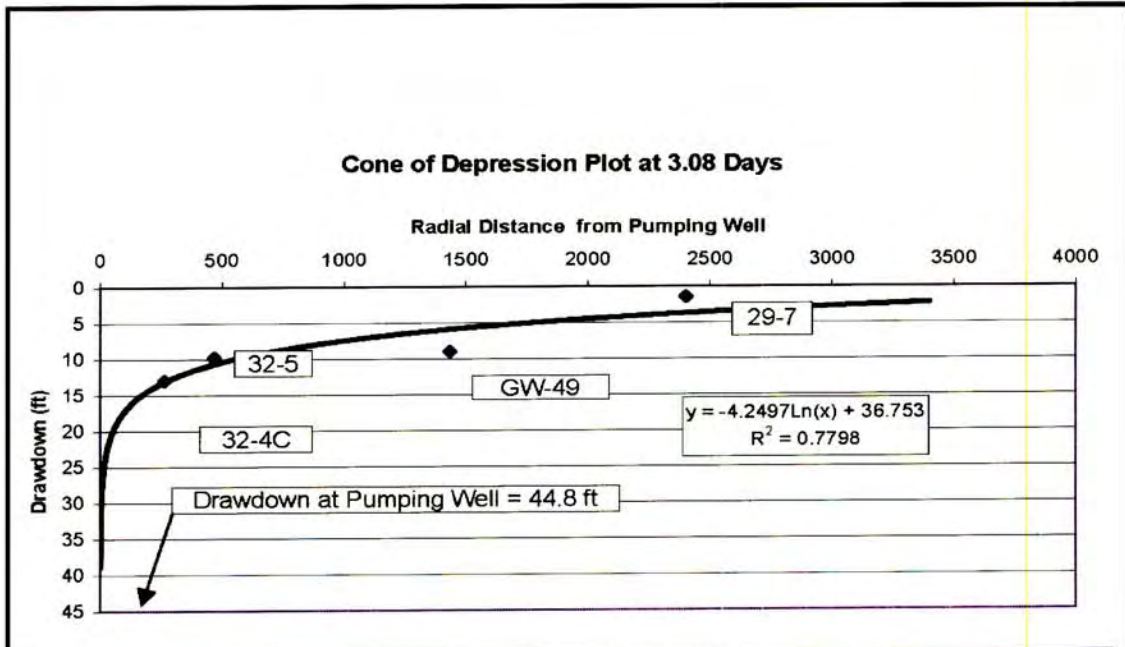 Cone of Depression Plot at 3.08 Days
Radial Distance from Pumping Well
0 500 1000 1500 2000 2500 3000 3500 4000
Drawdown (ft)
0
5
10
15
20
25
30
35
40
45
29-7
32-5
GW-49
y = -4.2497Ln(x) + 36.753
R² = 0.7798
32-4C
Drawdown at Pumping Well = 44.8 ft